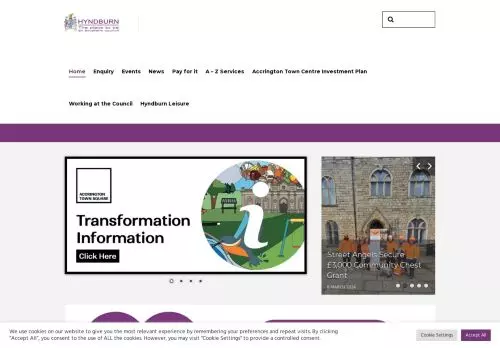 HYNDBURN
The place to be
an excellent council
Home
Enquiry
Events
News
Pay for it
A – Z Services
Accrington Town Centre Investment Plan
Working at the Council
Hyndburn Leisure
ACCRINGTON
TOWN SQUARE
Transformation
Information
Click Here
Street Angels Secure
£3,000 Community Chest
Grant
6 MARCH 2024
We use cookies on our website to give you the most relevant experience by remembering your preferences and repeat visits. By clicking
"Accept All", you consent to the use of ALL the cookies. However, you may visit "Cookie Settings" to provide a controlled consent.
Cookie Settings
Accept All